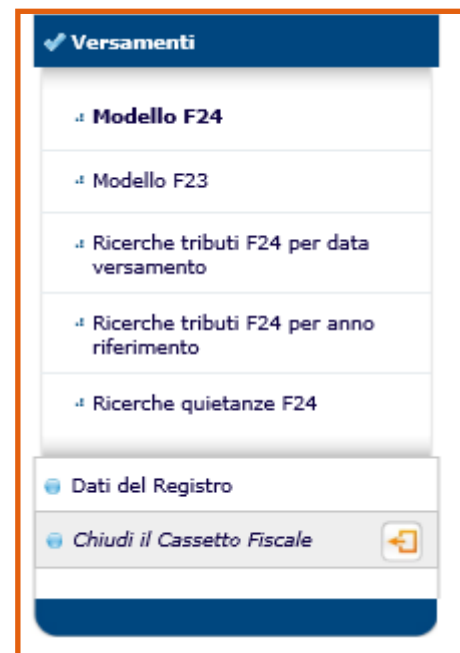 Versamenti
Modello F24
Modello F23
Ricerche tributi F24 per data
versamento
Ricerche tributi F24 per anno
riferimento
Ricerche quietanze F24
Dati del Registro
Chiudi il Cassetto Fiscale